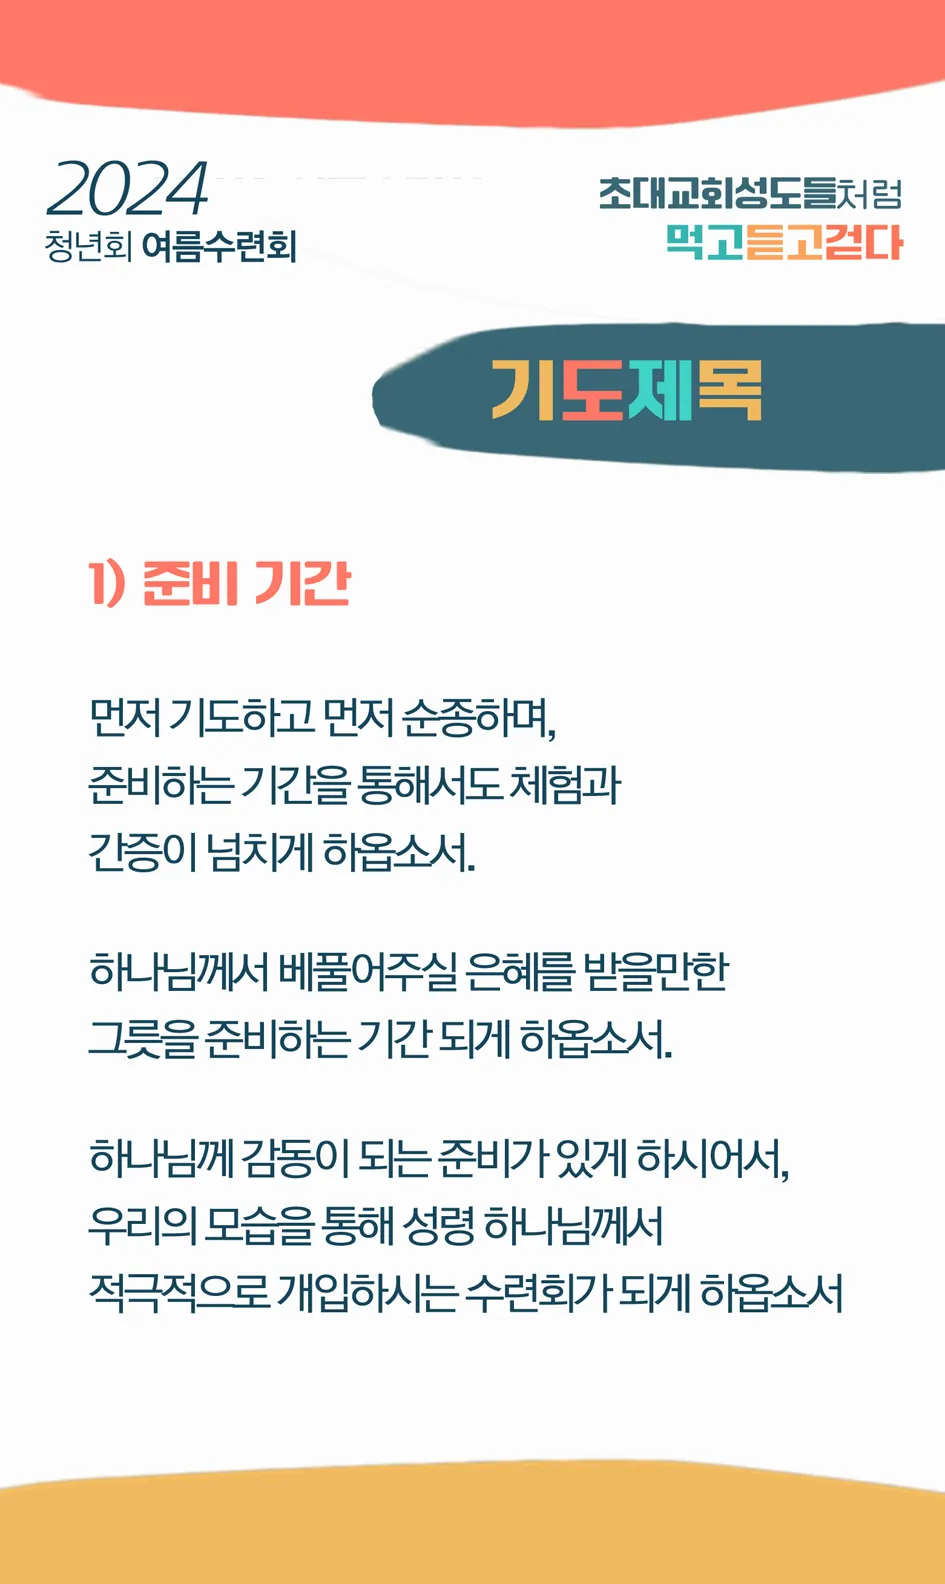 2024
청년회 여름수련회
초대교회성도들처럼
먹고듣고걷다
기도제목
1) 준비 기간
먼저 기도하고 먼저 순종하며,
준비하는 기간을 통해서도 체험과
간증이 넘치게 하옵소서.
하나님께서 베풀어주실 은혜를 받을만한
그릇을 준비하는 기간 되게 하옵소서.
하나님께 감동이 되는 준비가 있게 하시어서,
우리의 모습을 통해 성령 하나님께서
적극적으로 개입하시는 수련회가 되게 하옵소서